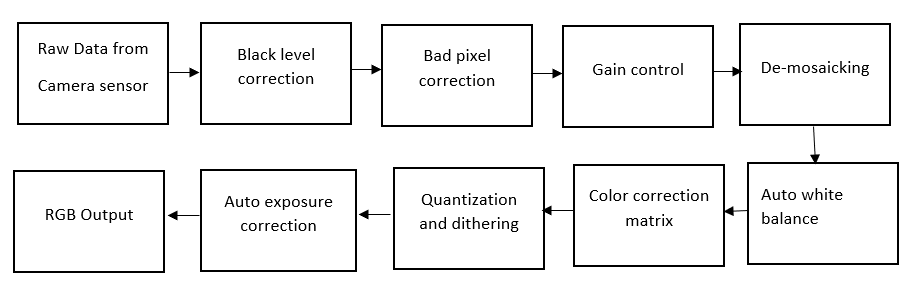 Raw Data from
Camera sensor
Black level
correction
Bad pixel
correction
Gain control
De-mosaicking
Auto white
balance
Color correction
matrix
Quantization
and dithering
Auto exposure
correction
RGB Output